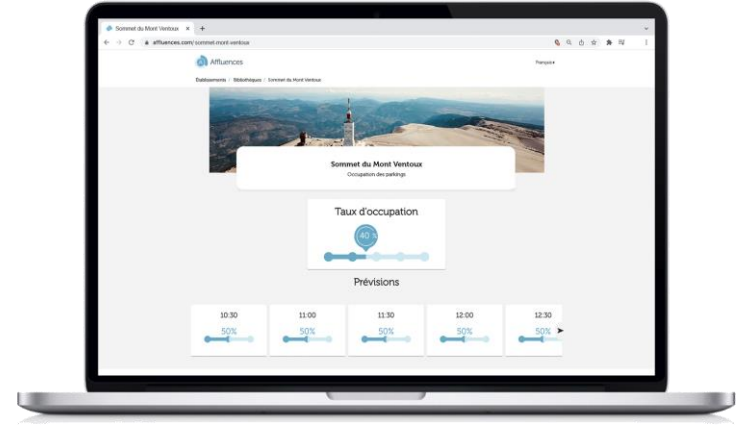 Sommet du Mont Ventoux × +
affluences.com/sommet-mont-ventoux
Affluences
Français
Établissements / Bibliothèques / Sommet du Mont Ventoux
Sommet du Mont Ventoux
Occupation des parkings
Taux d'occupation
40 %
Prévisions
10:30 11:00 11:30 12:00 12:30
50% 50% 50% 50% 50%